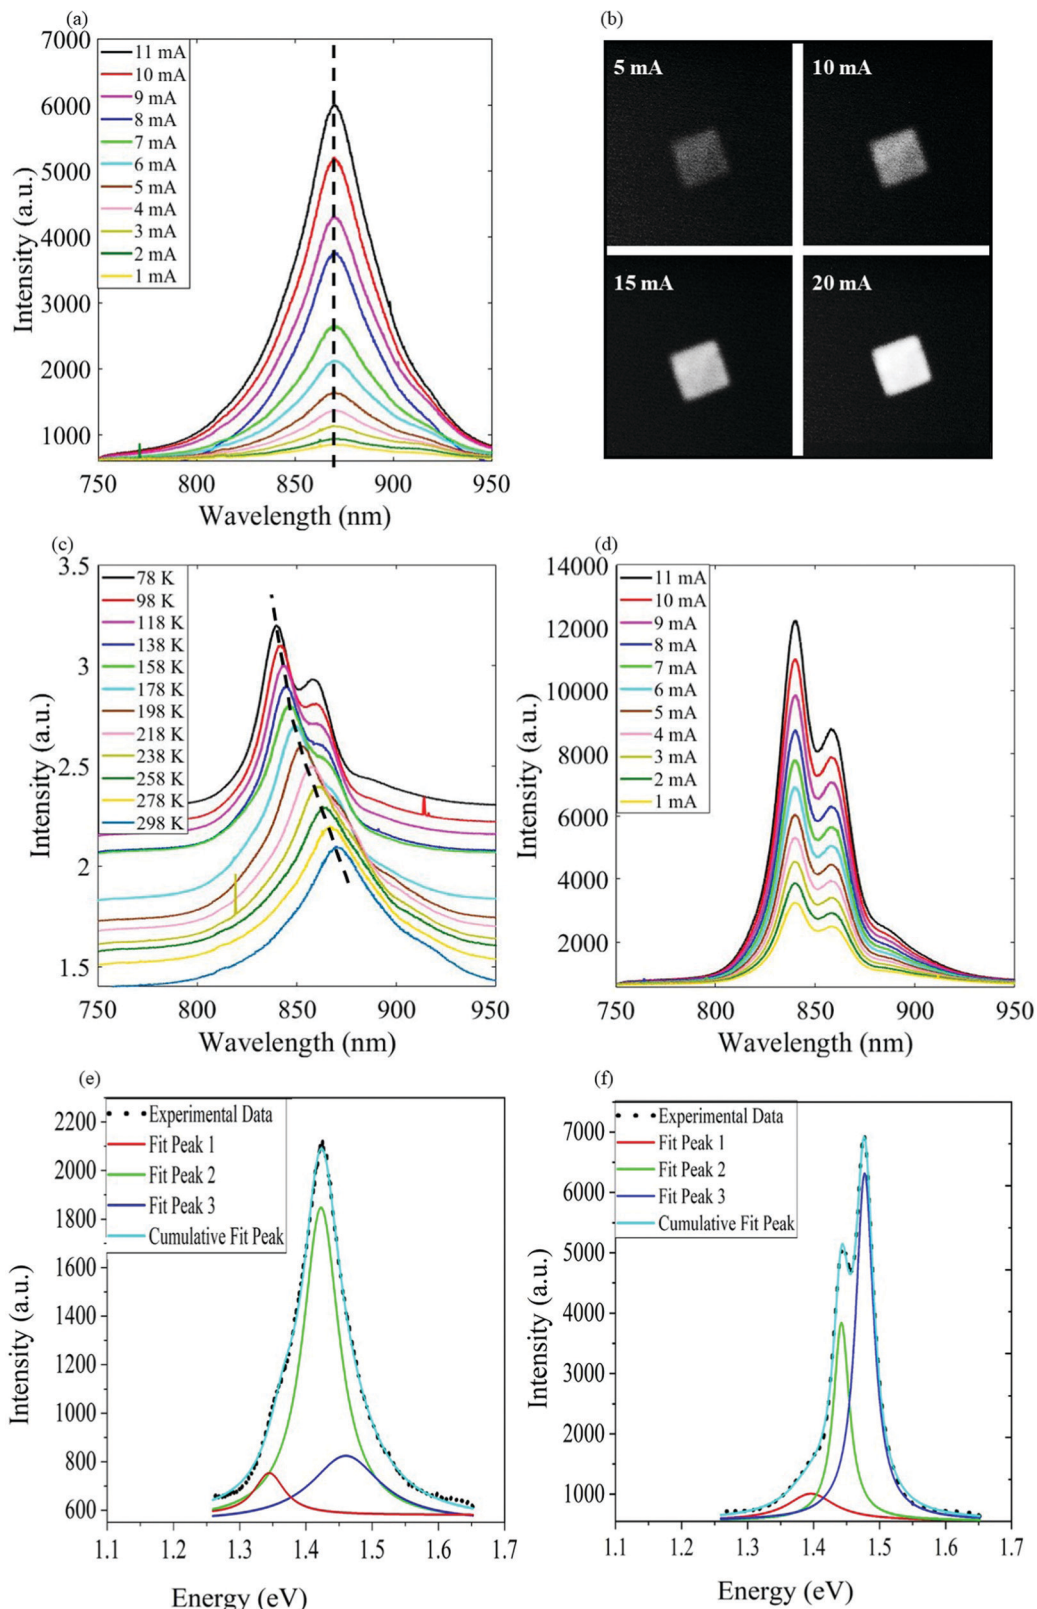 (a)
7000
6000
5000
4000
3000
2000
1000
Intensity (a.u.)
11 mA
10 mA
9 mA
8 mA
7 mA
6 mA
5 mA
4 mA
3 mA
2 mA
1 mA
750 800 850 900 950
Wavelength (nm)
(b)
5 mA
10 mA
15 mA
20 mA
(c)
3.5
3
2.5
2
1.5
Intensity (a.u.)
78 K
98 K
118 K
138 K
158 K
178 K
198 K
218 K
238 K
258 K
278 K
298 K
750 800 850 900 950
Wavelength (nm)
(d)
14000
12000
10000
8000
6000
4000
2000
Intensity (a.u.)
11 mA
10 mA
9 mA
8 mA
7 mA
6 mA
5 mA
4 mA
3 mA
2 mA
1 mA
750 800 850 900 950
Wavelength (nm)
(e)
2200
2000
1800
1600
1400
1200
1000
800
600
Intensity (a.u.)
Experimental Data
Fit Peak 1
Fit Peak 2
Fit Peak 3
Cumulative Fit Peak
1.1 1.2 1.3 1.4 1.5 1.6 1.7
Energy (eV)
(f)
7000
6000
5000
4000
3000
2000
1000
Intensity (a.u.)
Experimental Data
Fit Peak 1
Fit Peak 2
Fit Peak 3
Cumulative Fit Peak
1.1 1.2 1.3 1.4 1.5 1.6 1.7
Energy (eV)